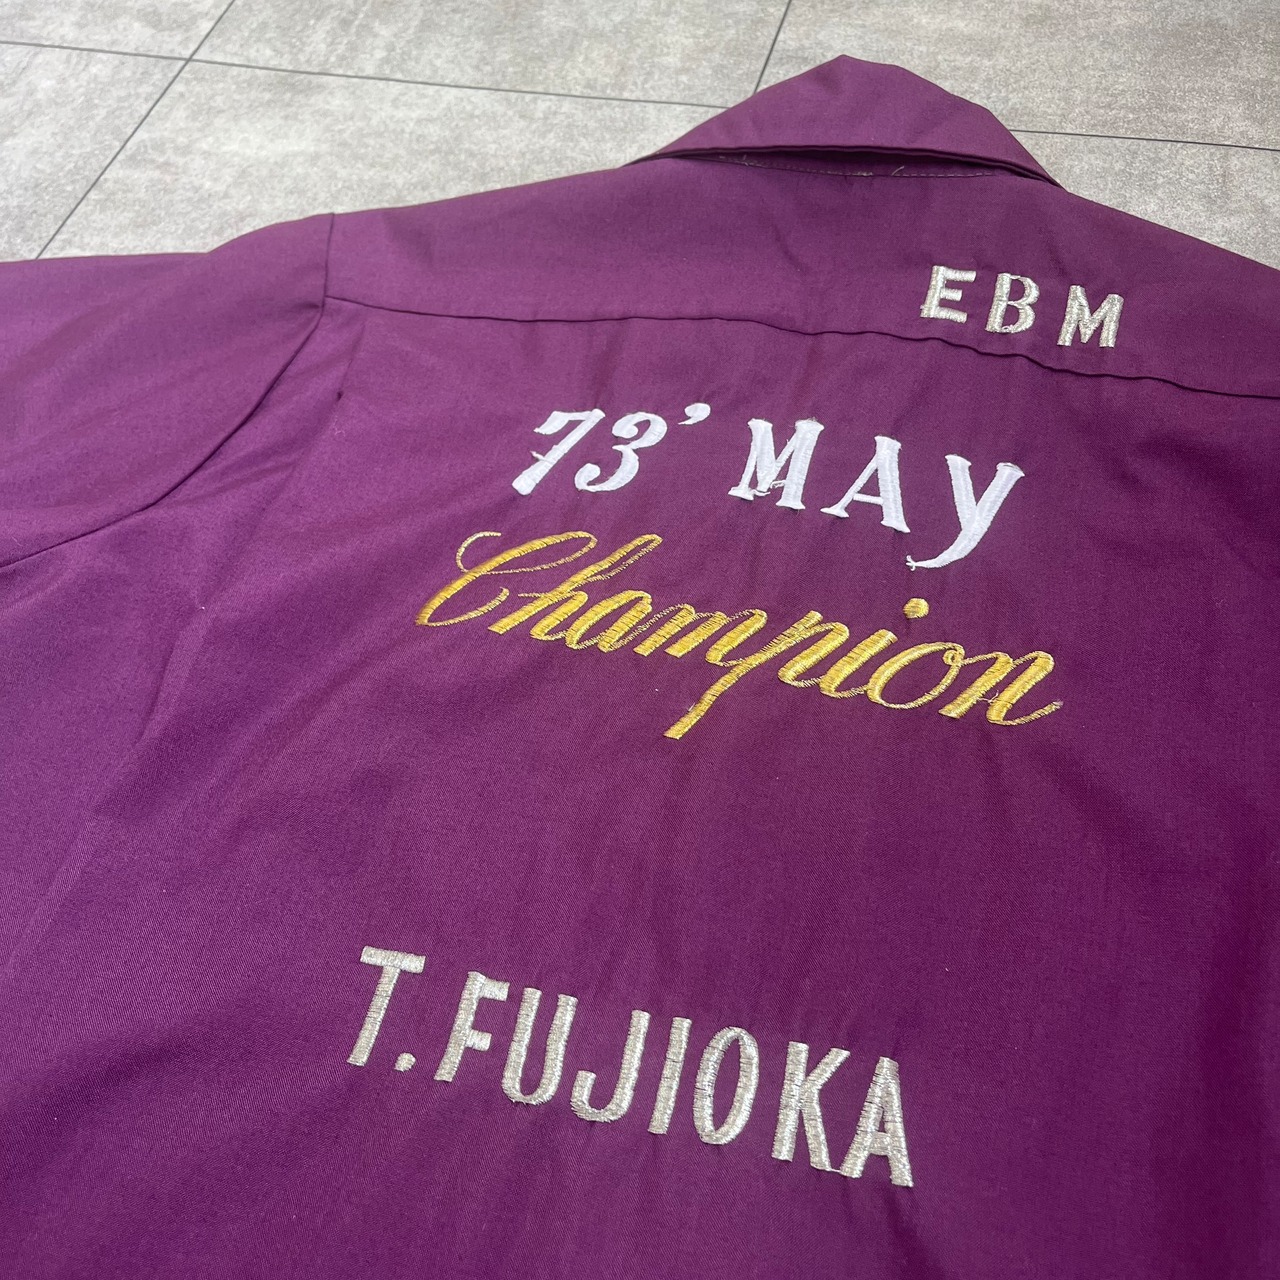 EBM
73' MAY
Champion
T.FUJIOKA